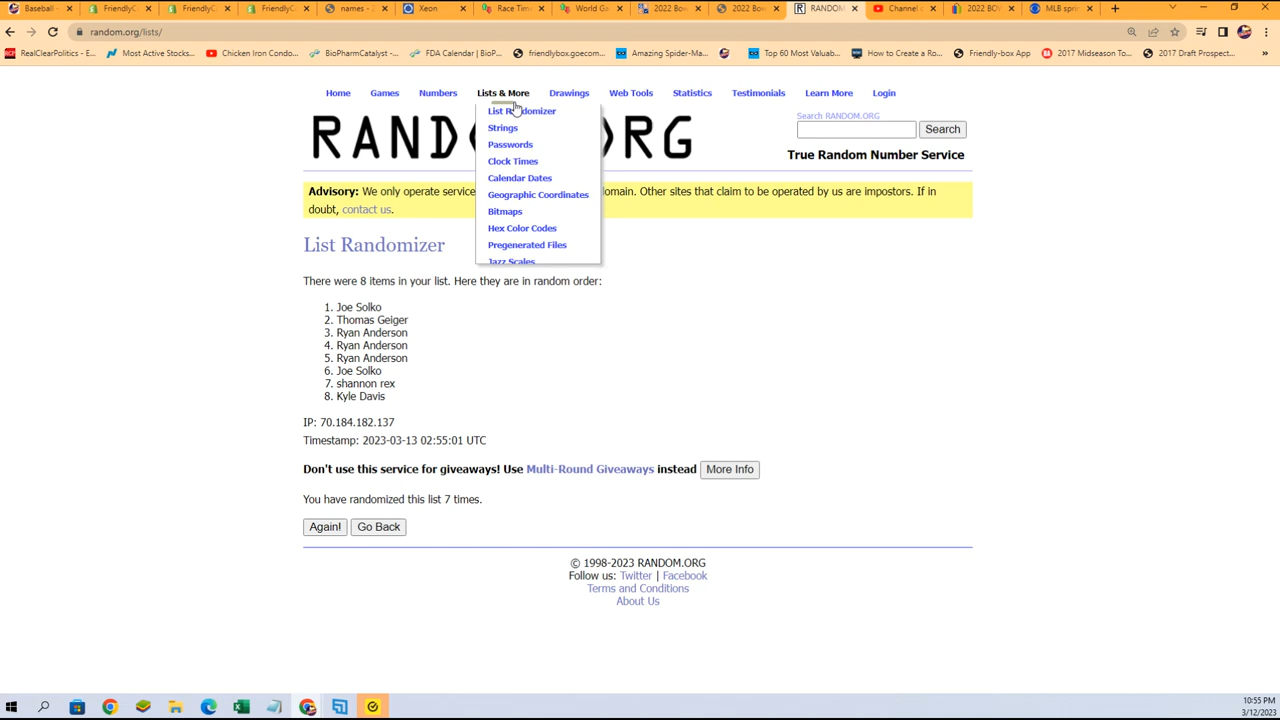 Baseball -
FriendlyC
FriendlyC
FriendlyC
names - Z
Xeon
Race Time
World Ga
2022 Bow
2022 Bow
RANDOM
Channel c
2022 BOW
MLB sprin
random.org/lists/
RealClearPolitics - E...
Most Active Stocks...
Chicken Iron Condo...
BioPharmCatalyst -...
FDA Calendar | BioP...
friendlybox.goecom...
Amazing Spider-Ma...
Top 60 Most Valuab...
How to Create a Ro...
Friendly-box App
2017 Midseason To...
2017 Draft Prospect...
Home
Games
Numbers
Lists & More
Drawings
Web Tools
Statistics
Testimonials
Learn More
Login
List Randomizer
Strings
Passwords
Clock Times
Calendar Dates
Geographic Coordinates
Bitmaps
Hex Color Codes
Pregenerated Files
Jazz Scales
Search RANDOM.ORG
Search
True Random Number Service
Advisory: We only operate service omain. Other sites that claim to be operated by us are impostors. If in
doubt, contact us.
List Randomizer
There were 8 items in your list. Here they are in random order:
1. Joe Solko
2. Thomas Geiger
3. Ryan Anderson
4. Ryan Anderson
5. Ryan Anderson
6. Joe Solko
7. shannon rex
8. Kyle Davis
IP: 70.184.182.137
Timestamp: 2023-03-13 02:55:01 UTC
Don't use this service for giveaways! Use Multi-Round Giveaways instead More Info
You have randomized this list 7 times.
Again! Go Back
© 1998-2023 RANDOM.ORG
Follow us: Twitter | Facebook
Terms and Conditions
About Us
10:55 PM
3/12/2023